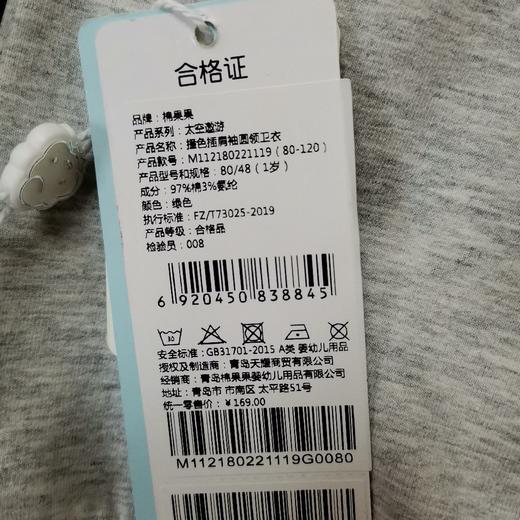 合格证
品牌：棉果果
产品系列：太空遨游
产品名称：撞色插肩袖圆领卫衣
产品款号：M112180221119（80-120）
产品型号和规格：80/48（1岁）
成分：97%棉3%氨纶
颜色：绿色
执行标准：FZ/T73025-2019
产品等级：合格品
检验员：008
6 920450 838845
安全标准：GB31701-2015 A类 婴幼儿用品
授权及制造商：青岛天耀商贸有限公司
经销商：青岛棉果果婴幼儿用品有限公司
地址：青岛市 市南区 太平路51号
统一零售价：￥169.00
M112180221119G0080